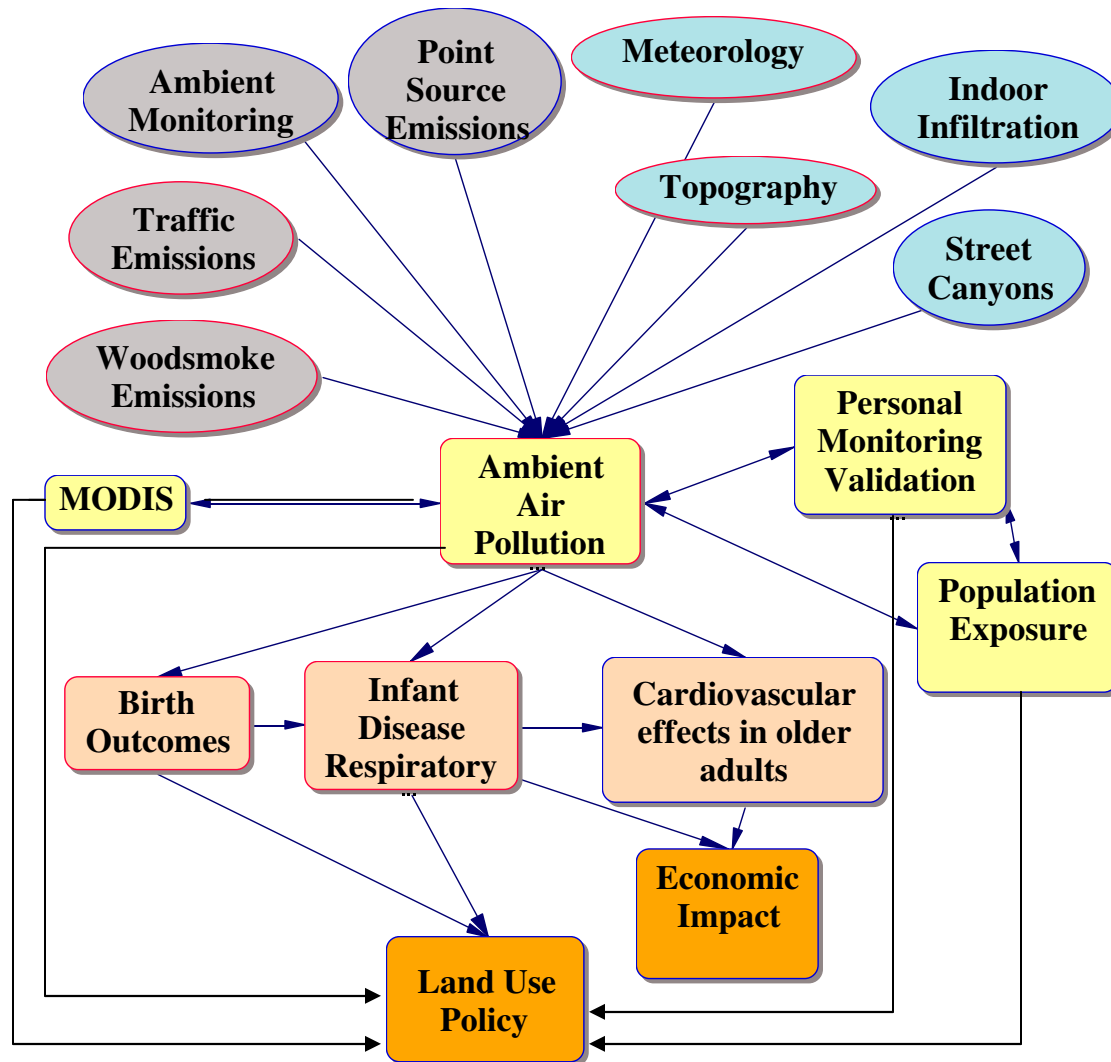 Ambient
Monitoring
Point
Source
Emissions
Meteorology
Indoor
Infiltration
Topography
Traffic
Emissions
Street
Canyons
Woodsmoke
Emissions
Personal
Monitoring
Validation
Ambient
Air
Pollution
MODIS
Population
Exposure
Birth
Outcomes
Infant
Disease
Respiratory
Cardiovascular
effects in older
adults
Economic
Impact
Land Use
Policy